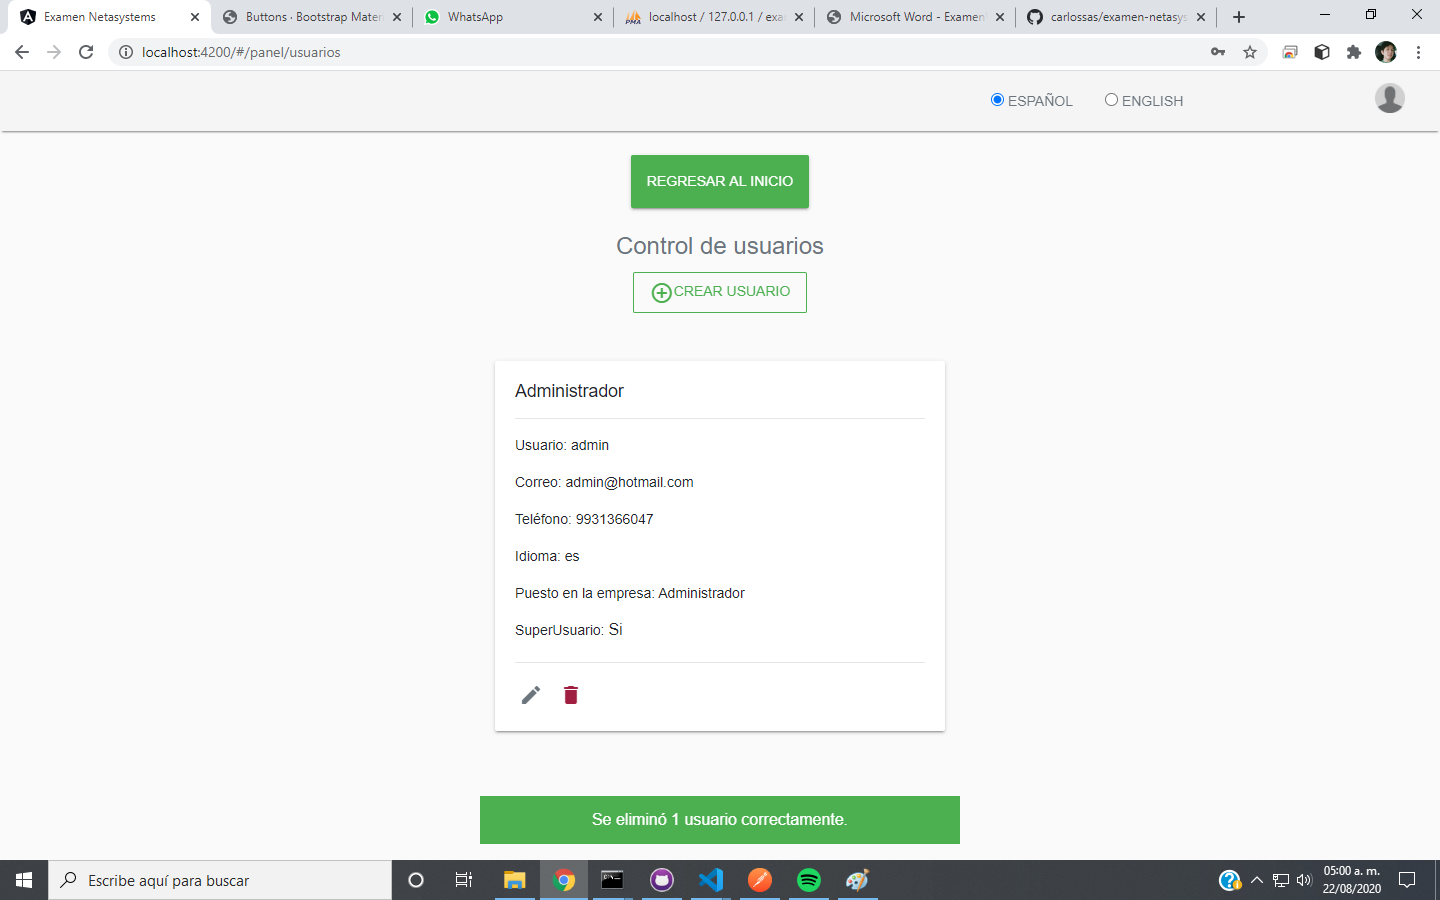 Examen Netasystems
Buttons · Bootstrap Mater
WhatsApp
localhost / 127.0.0.1 / exa
Microsoft Word - Examen
carlossas/examen-netasys
localhost:4200/#/panel/usuarios
ESPAÑOL
ENGLISH
REGRESAR AL INICIO
Control de usuarios
CREAR USUARIO
Administrador
Usuario: admin
Correo: admin@hotmail.com
Teléfono: 9931366047
Idioma: es
Puesto en la empresa: Administrador
SuperUsuario: Si
Se eliminó 1 usuario correctamente.
Escribe aquí para buscar
05:00 a. m.
22/08/2020